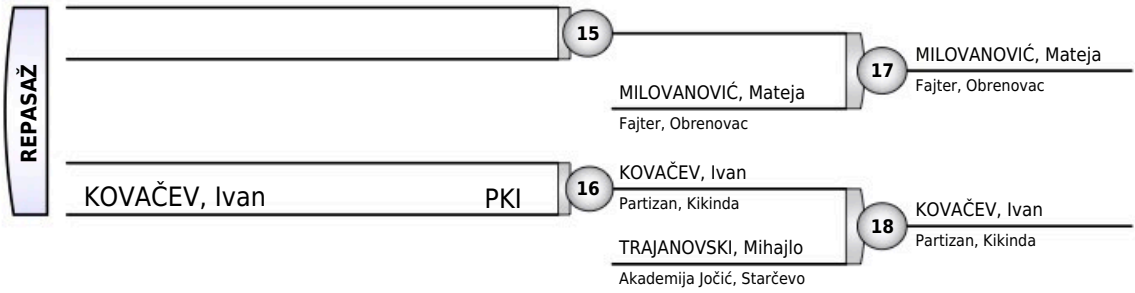 REPASAŽ
15
MILOVANOVIĆ, Mateja
Fajter, Obrenovac
17
MILOVANOVIĆ, Mateja
Fajter, Obrenovac
KOVAČEV, Ivan PKI
16
KOVAČEV, Ivan
Partizan, Kikinda
TRAJANOVSKI, Mihajlo
Akademija Jočić, Starčevo
18
KOVAČEV, Ivan
Partizan, Kikinda